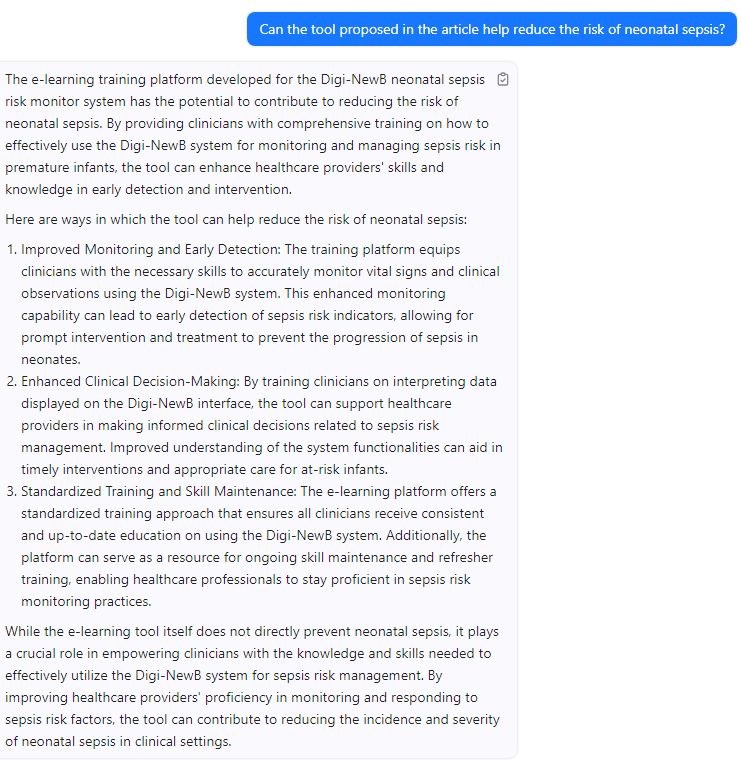 Can the tool proposed in the article help reduce the risk of neonatal sepsis?
The e-learning training platform developed for the Digi-NewB neonatal sepsis
risk monitor system has the potential to contribute to reducing the risk of
neonatal sepsis. By providing clinicians with comprehensive training on how to
effectively use the Digi-NewB system for monitoring and managing sepsis risk in
premature infants, the tool can enhance healthcare providers' skills and
knowledge in early detection and intervention.
Here are ways in which the tool can help reduce the risk of neonatal sepsis:
1. Improved Monitoring and Early Detection: The training platform equips
clinicians with the necessary skills to accurately monitor vital signs and clinical
observations using the Digi-NewB system. This enhanced monitoring
capability can lead to early detection of sepsis risk indicators, allowing for
prompt intervention and treatment to prevent the progression of sepsis in
neonates.
2. Enhanced Clinical Decision-Making: By training clinicians on interpreting data
displayed on the Digi-NewB interface, the tool can support healthcare
providers in making informed clinical decisions related to sepsis risk
management. Improved understanding of the system functionalities can aid in
timely interventions and appropriate care for at-risk infants.
3. Standardized Training and Skill Maintenance: The e-learning platform offers a
standardized training approach that ensures all clinicians receive consistent
and up-to-date education on using the Digi-NewB system. Additionally, the
platform can serve as a resource for ongoing skill maintenance and refresher
training, enabling healthcare professionals to stay proficient in sepsis risk
monitoring practices.
While the e-learning tool itself does not directly prevent neonatal sepsis, it plays
a crucial role in empowering clinicians with the knowledge and skills needed to
effectively utilize the Digi-NewB system for sepsis risk management. By
improving healthcare providers' proficiency in monitoring and responding to
sepsis risk factors, the tool can contribute to reducing the incidence and severity
of neonatal sepsis in clinical settings.